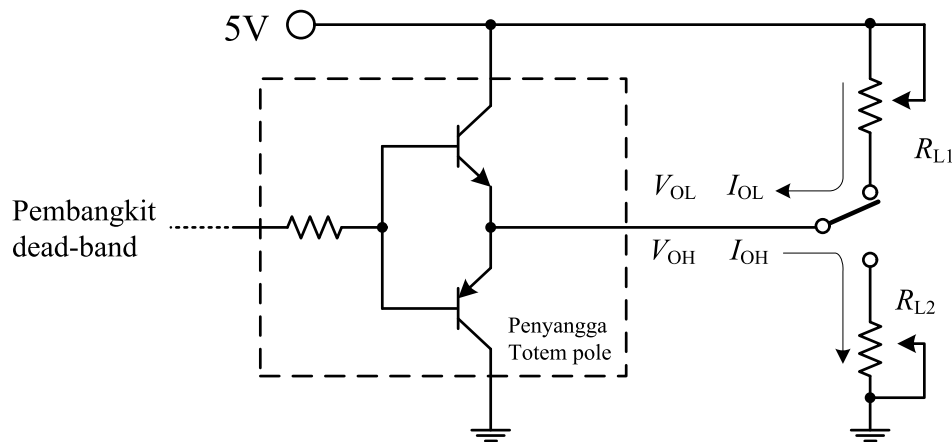 5V
R_L1
V_OL I_OL
Pembangkit
dead-band
V_OH I_OH
R_L2
Penyangga
Totem pole